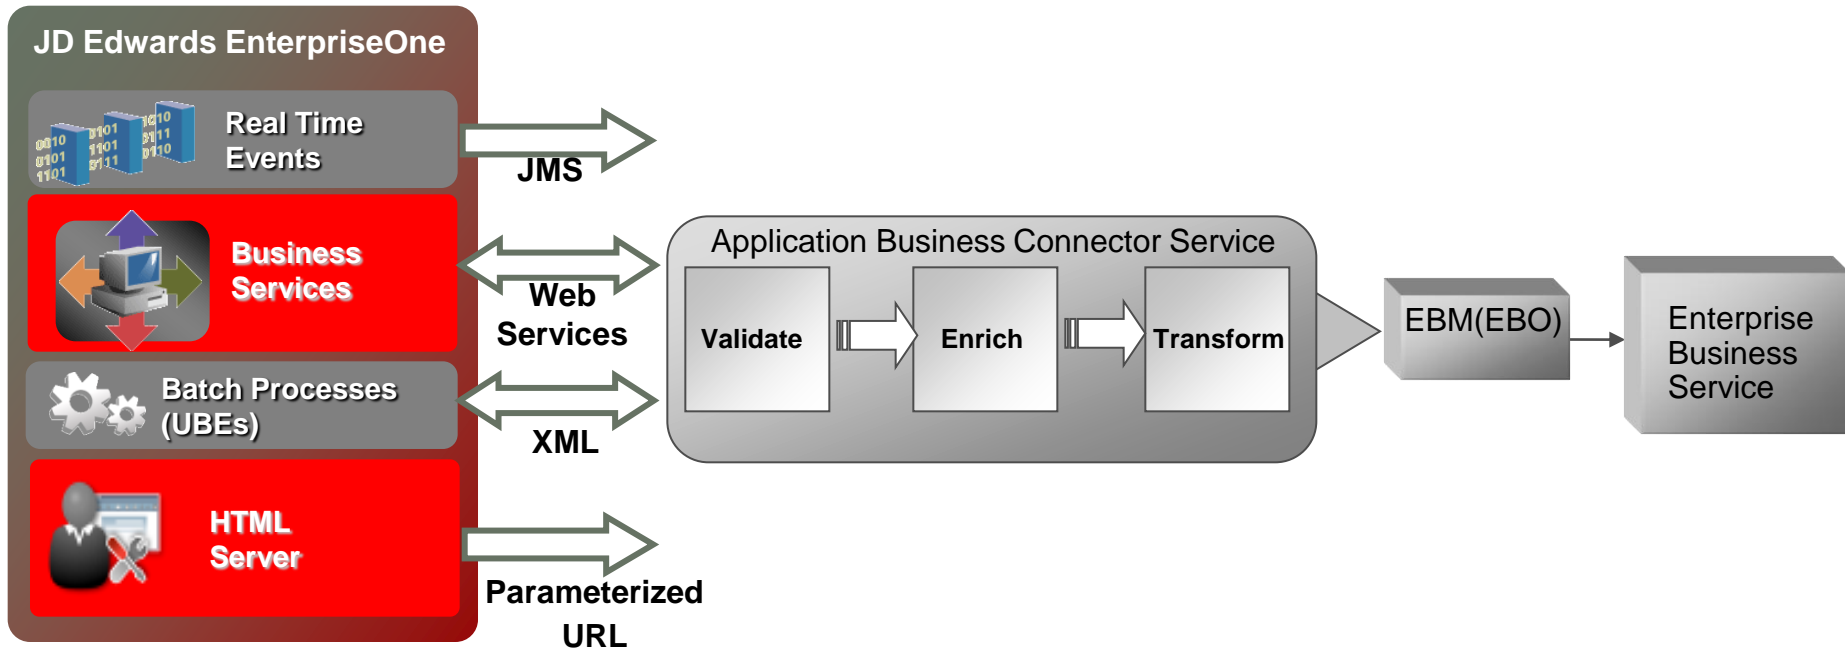 JD Edwards EnterpriseOne
Real Time
Events
JMS
Business
Services
Web
Services
Batch Processes
(UBEs)
XML
HTML
Server
Parameterized
URL
Application Business Connector Service
Validate
Enrich
Transform
EBM(EBO)
Enterprise
Business
Service